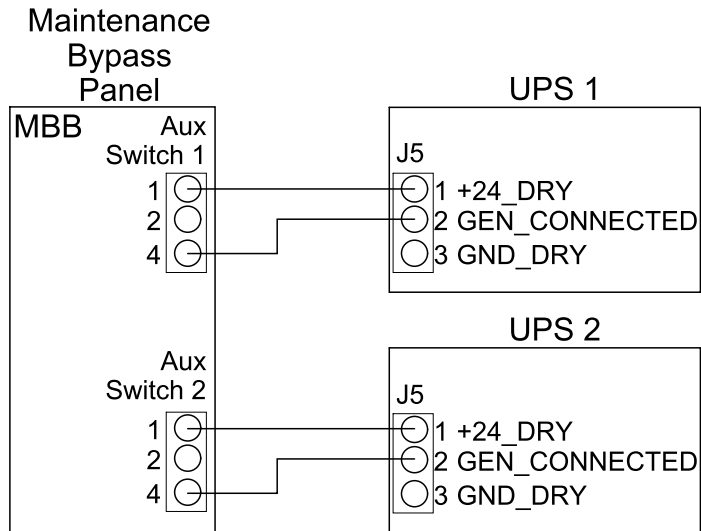 Maintenance
Bypass
Panel
MBB
Aux
Switch 1
1
2
4
UPS 1
J5
1 +24_DRY
2 GEN_CONNECTED
3 GND_DRY
Aux
Switch 2
1
2
4
UPS 2
J5
1 +24_DRY
2 GEN_CONNECTED
3 GND_DRY